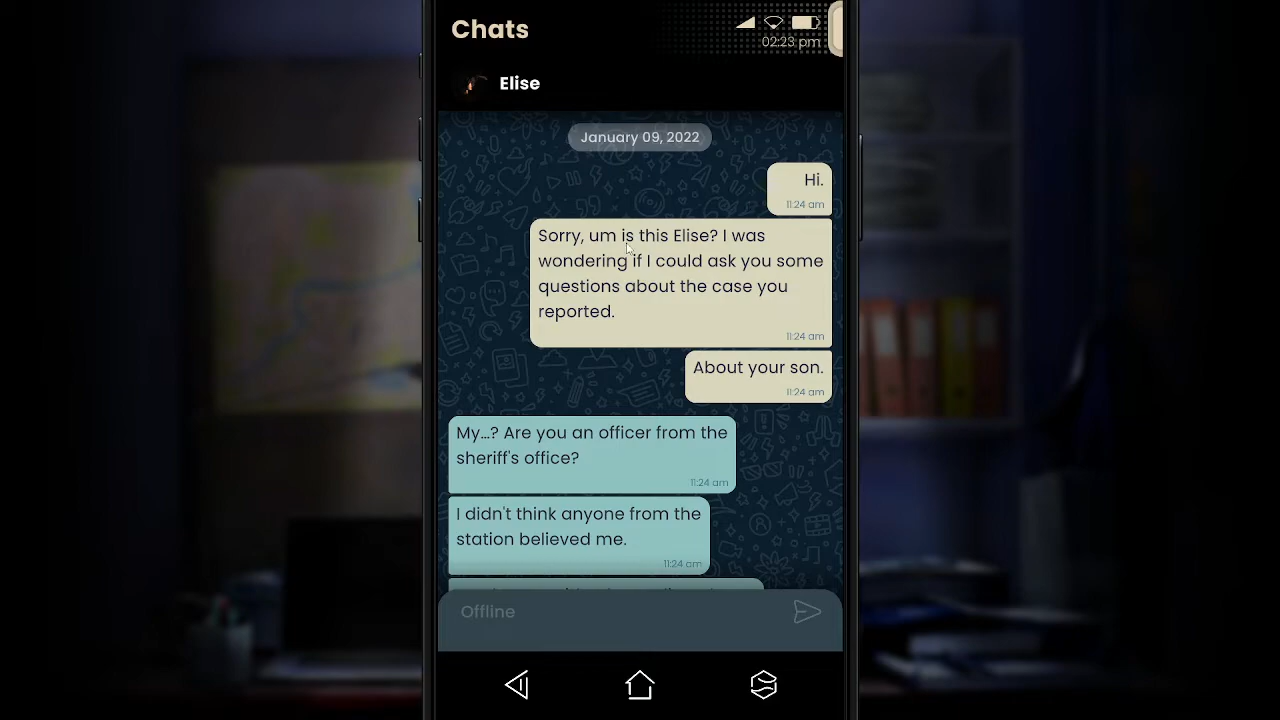 Chats
02:23 pm
Elise
January 09, 2022
Hi.
11:24 am
Sorry, um is this Elise? I was
wondering if I could ask you some
questions about the case you
reported.
11:24 am
About your son.
11:24 am
My...? Are you an officer from the
sheriff's office?
11:24 am
I didn't think anyone from the
station believed me.
11:24 am
Offline